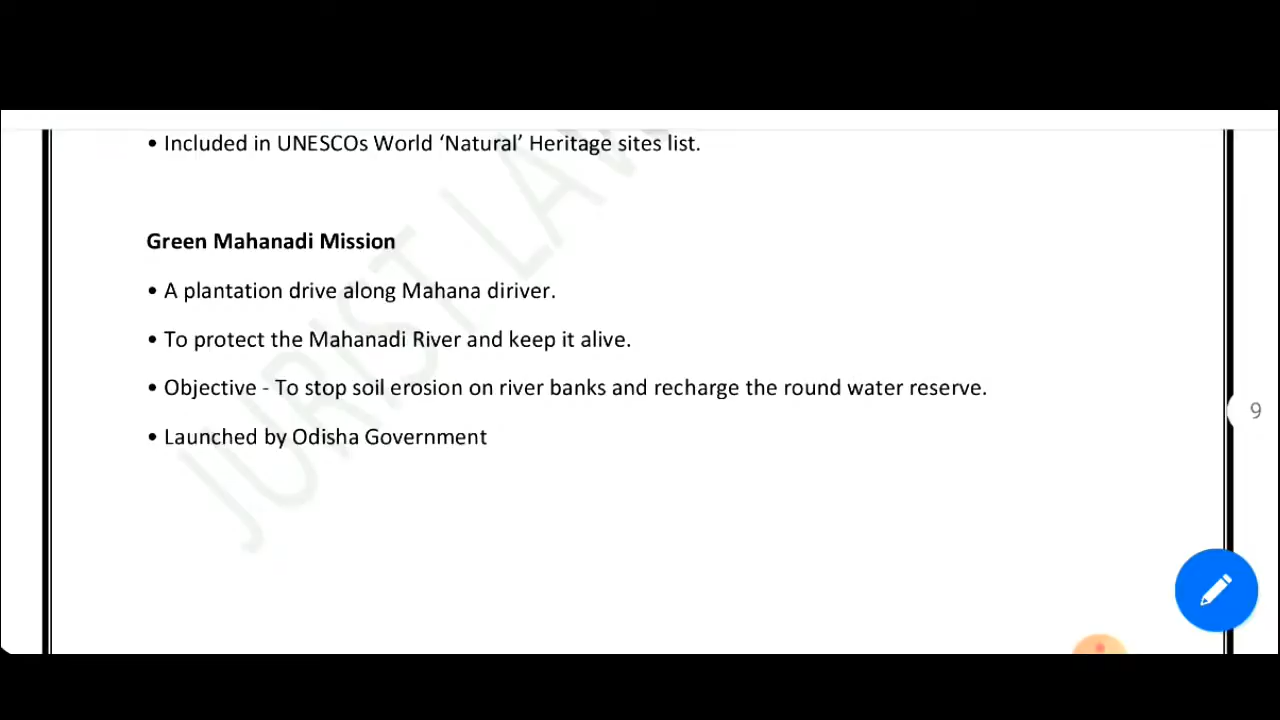 • Included in UNESCOs World ‘Natural’ Heritage sites list.
Green Mahanadi Mission
• A plantation drive along Mahana diriver.
• To protect the Mahanadi River and keep it alive.
• Objective - To stop soil erosion on river banks and recharge the round water reserve.
• Launched by Odisha Government
9
JURIST LAW